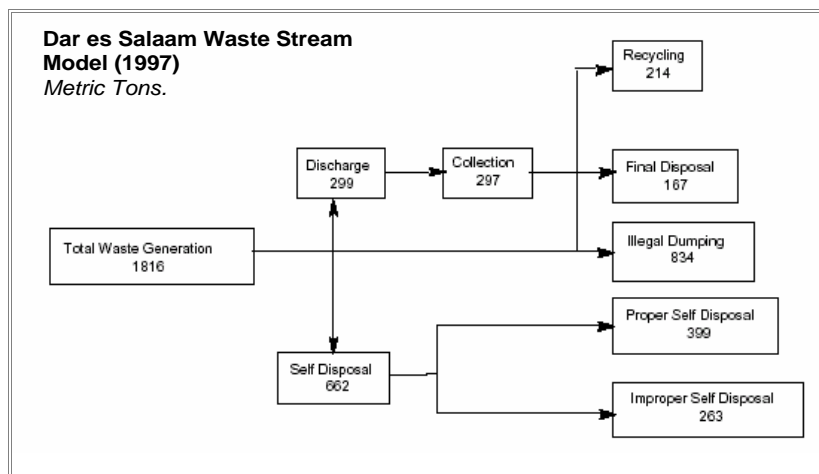 Dar es Salaam Waste Stream
Model (1997)
Metric Tons.
Recycling
214
Discharge
299
Collection
297
Final Disposal
167
Total Waste Generation
1816
Illegal Dumping
834
Proper Self Disposal
399
Self Disposal
662
Improper Self Disposal
263